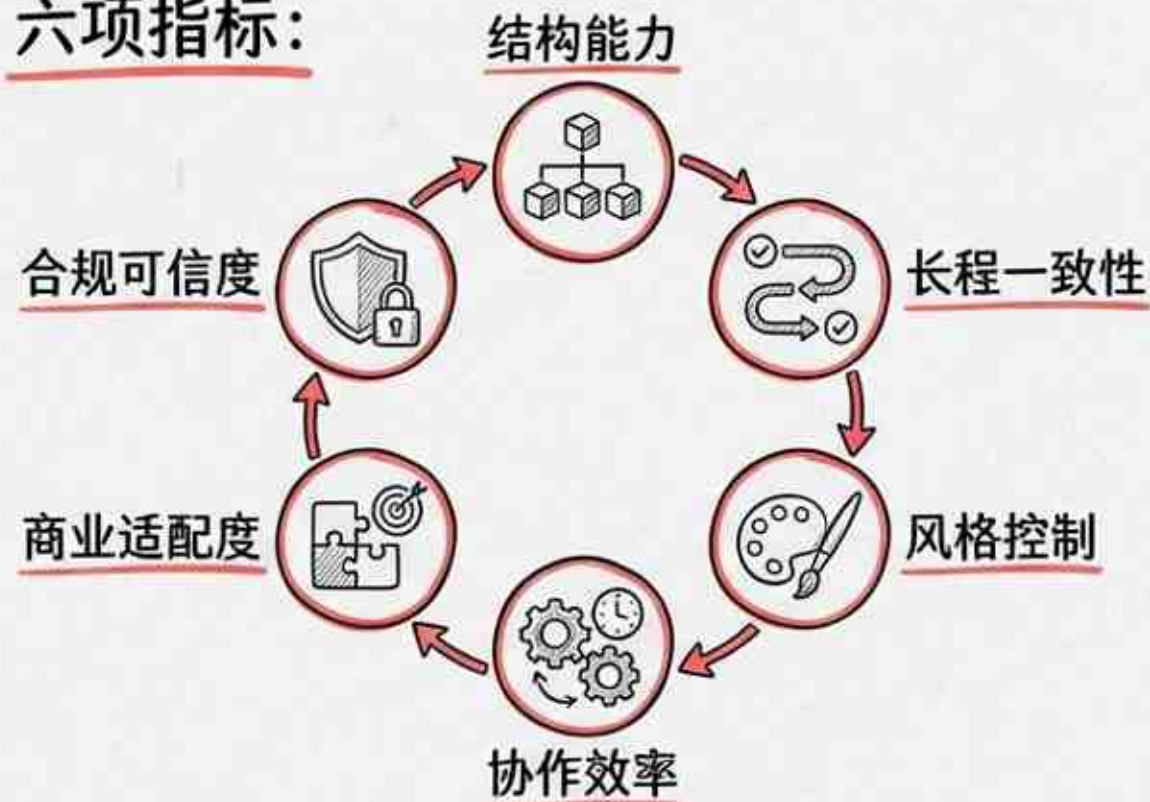 六项指标：
结构能力
长程一致性
风格控制
协作效率
商业适配度
合规可信度